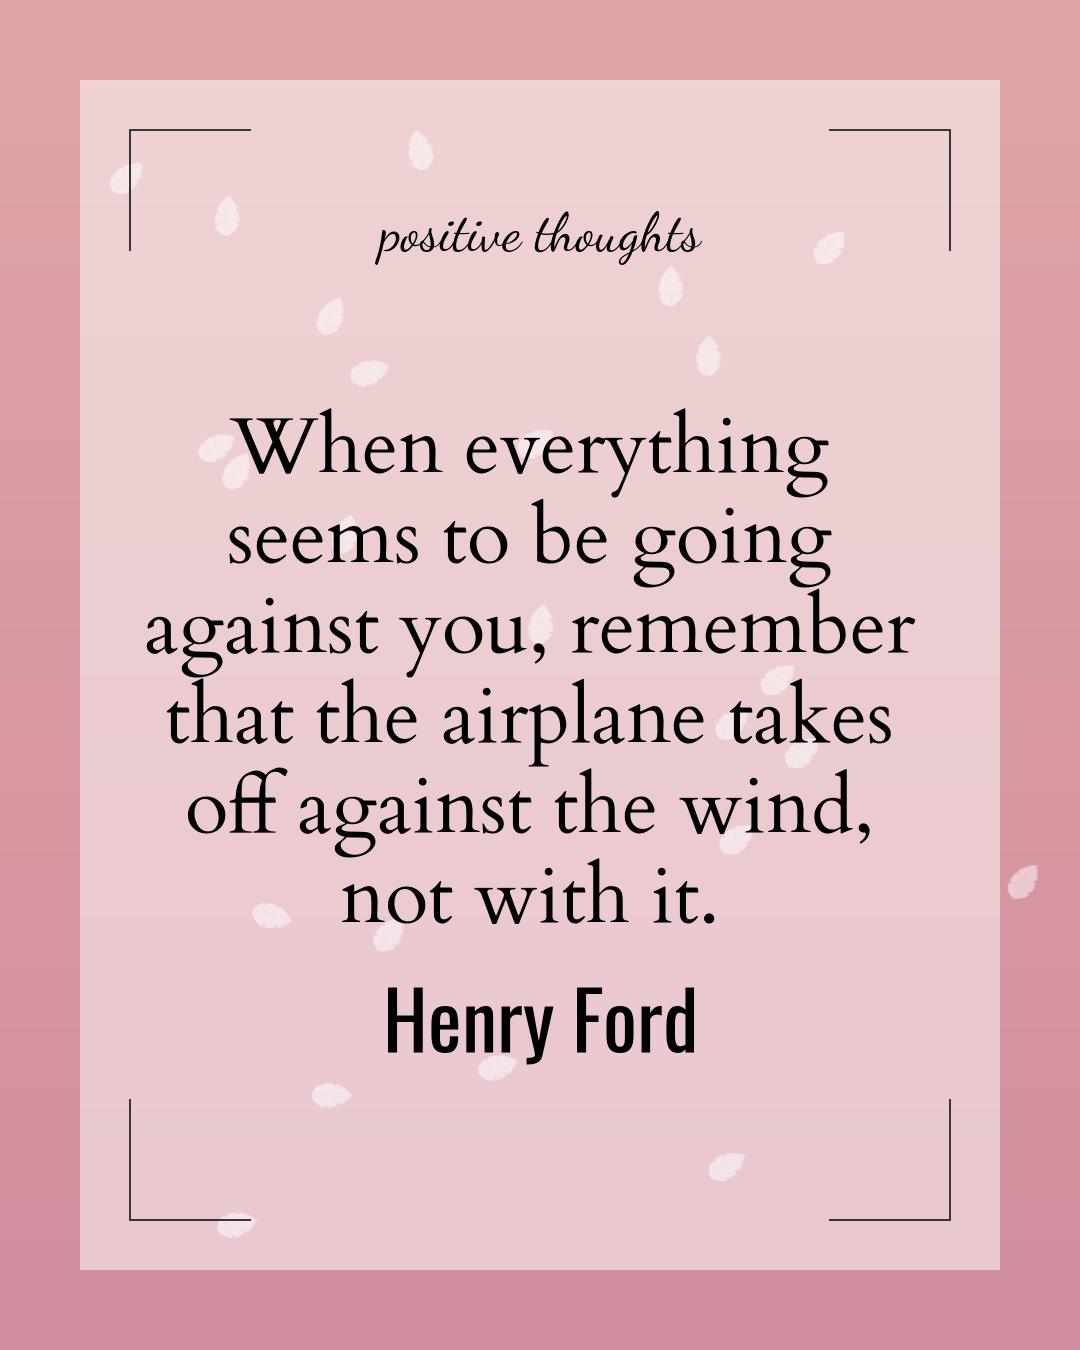 positive thoughts
When everything
seems to be going
against you, remember
that the airplane takes
off against the wind,
not with it.
Henry Ford